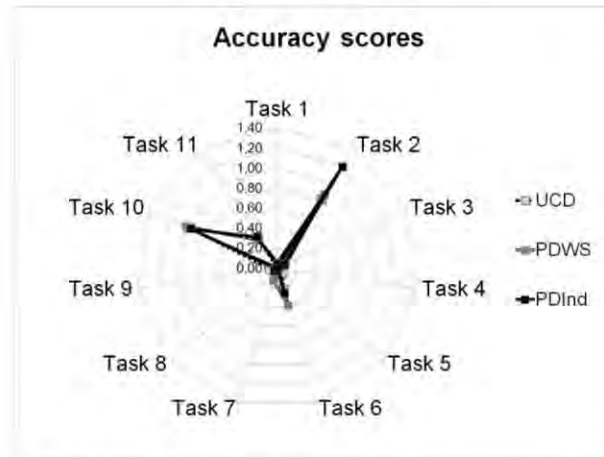 Accuracy scores
Task 1
Task 2
Task 3
Task 4
Task 5
Task 6
Task 7
Task 8
Task 9
Task 10
Task 11
1.40
1.20
1.00
0.80
0.60
0.40
0.20
0.00
UCD
PDWS
PDInd